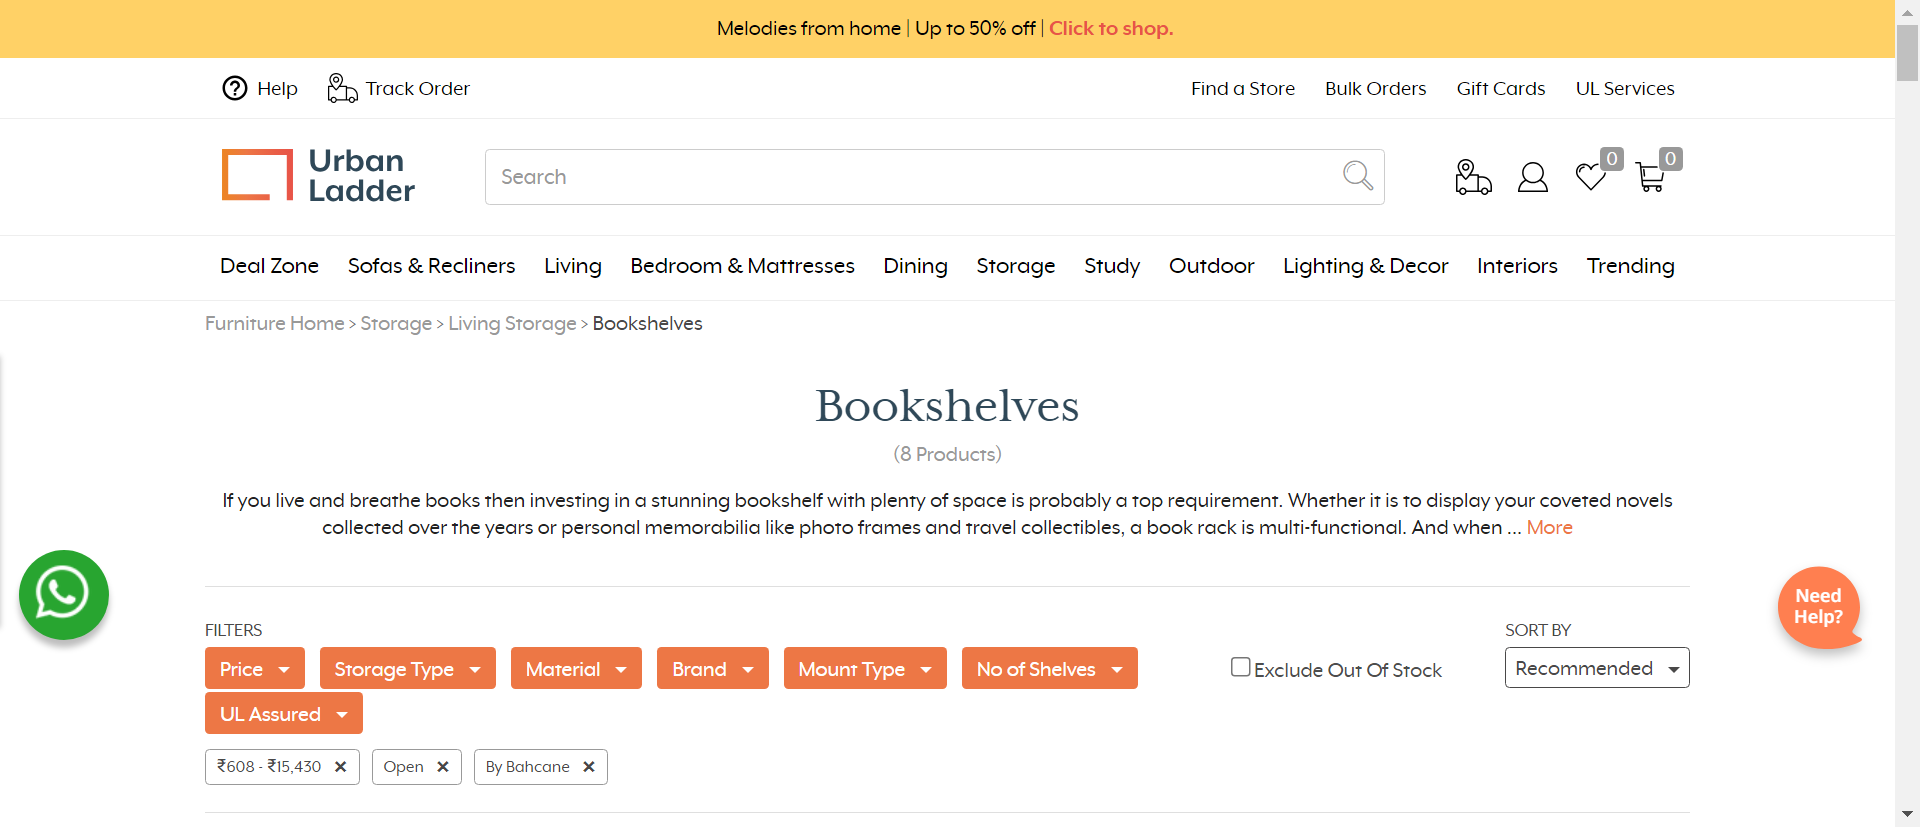 Melodies from home | Up to 50% off | Click to shop.
Help Track Order Find a Store Bulk Orders Gift Cards UL Services
Urban
Ladder
Search
0 0
Deal Zone Sofas & Recliners Living Bedroom & Mattresses Dining Storage Study Outdoor Lighting & Decor Interiors Trending
Furniture Home > Storage > Living Storage > Bookshelves
Bookshelves
(8 Products)
If you live and breathe books then investing in a stunning bookshelf with plenty of space is probably a top requirement. Whether it is to display your coveted novels
collected over the years or personal memorabilia like photo frames and travel collectibles, a book rack is multi-functional. And when ... More
Need
Help?
FILTERS SORT BY
Price Storage Type Material Brand Mount Type No of Shelves Exclude Out Of Stock Recommended
UL Assured
₹608 - ₹15,430 ✕ Open ✕ By Bahcane ✕